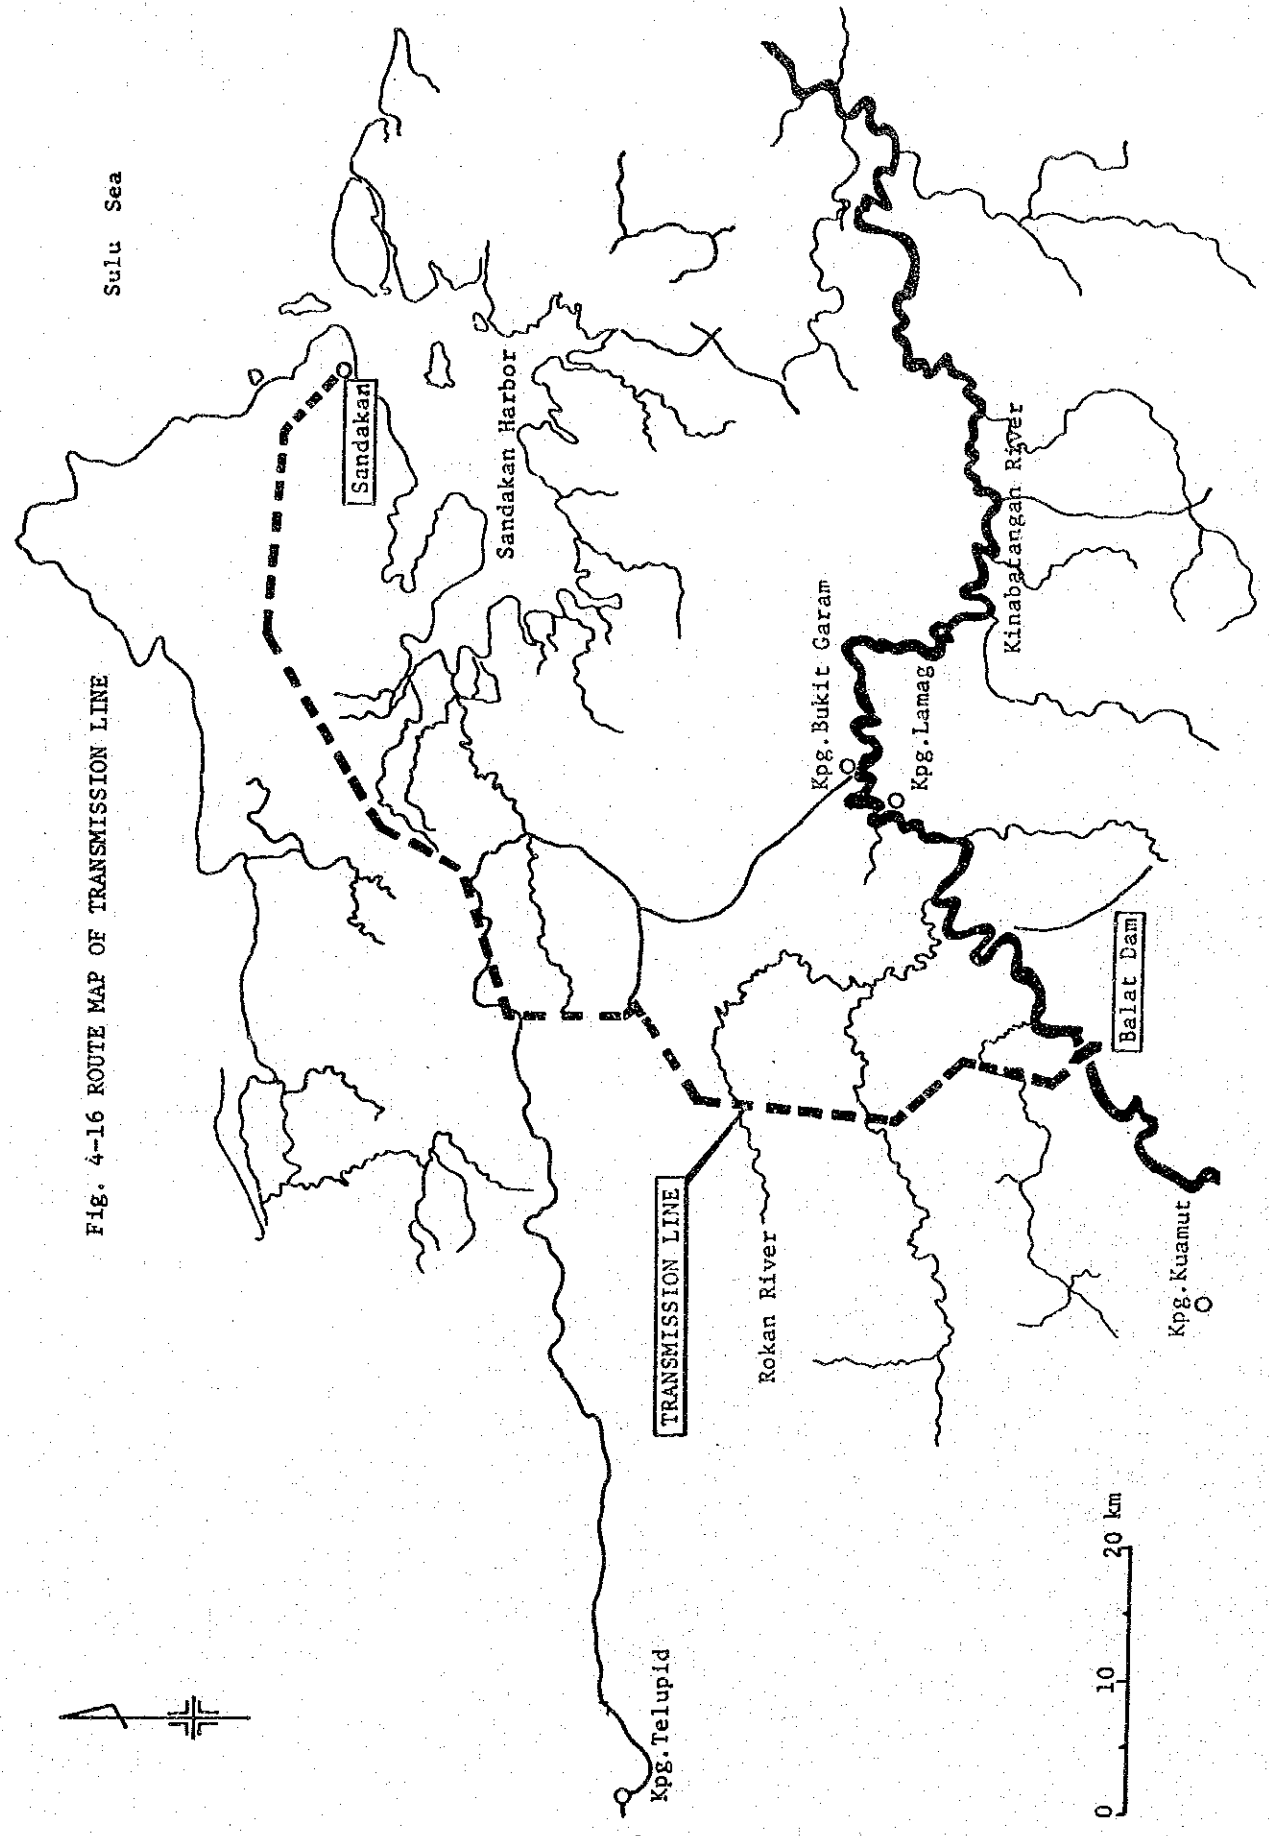 Fig. 4-16 ROUTE MAP OF TRANSMISSION LINE
Sulu Sea
Sandakan
Sandakan Harbor
Kpg.Telupid
TRANSMISSION LINE
Rokan River
Kpg.Bukit Garam
Kpg.Lamag
Kinabatangan River
Balat Dam
Kpg.Kuamut
0 10 20 km